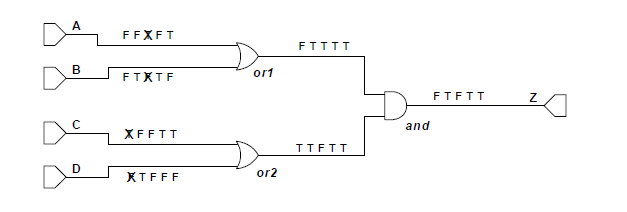 A
F F T F T
B
F T F T F
or1
F T T T T
C
T F F T T
D
F T F F F
or2
T T F T T
and
F T F T T
Z